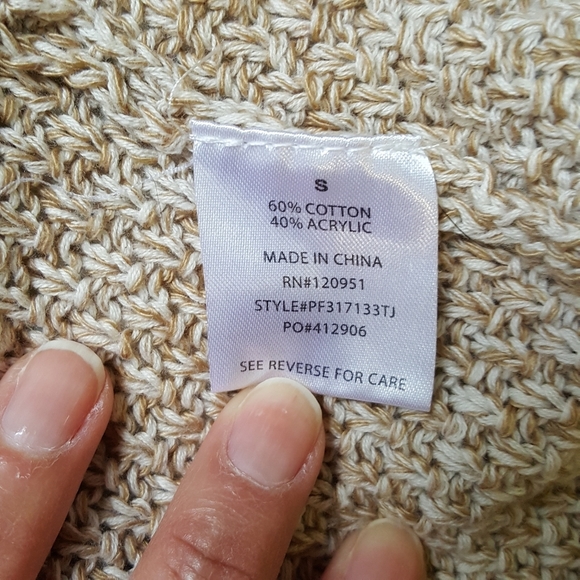 S
60% COTTON
40% ACRYLIC
MADE IN CHINA
RN#120951
STYLE#PF317133TJ
PO#412906
SEE REVERSE FOR CARE